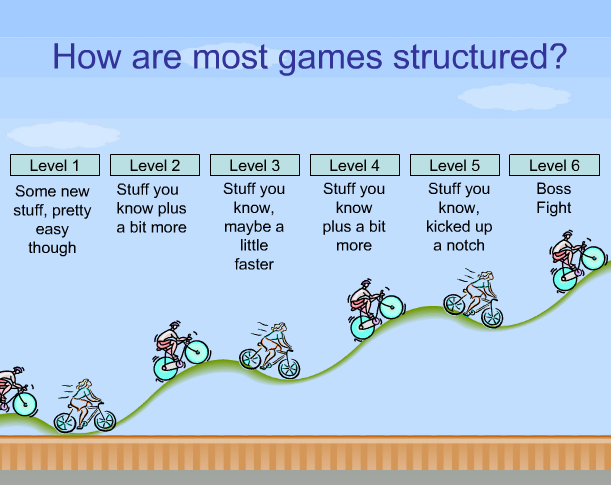 How are most games structured?
Level 1
Some new
stuff, pretty
easy
though
Level 2
Stuff you
know plus
a bit more
Level 3
Stuff you
know,
maybe a
little
faster
Level 4
Stuff you
know
plus a bit
more
Level 5
Stuff you
know,
kicked up
a notch
Level 6
Boss
Fight